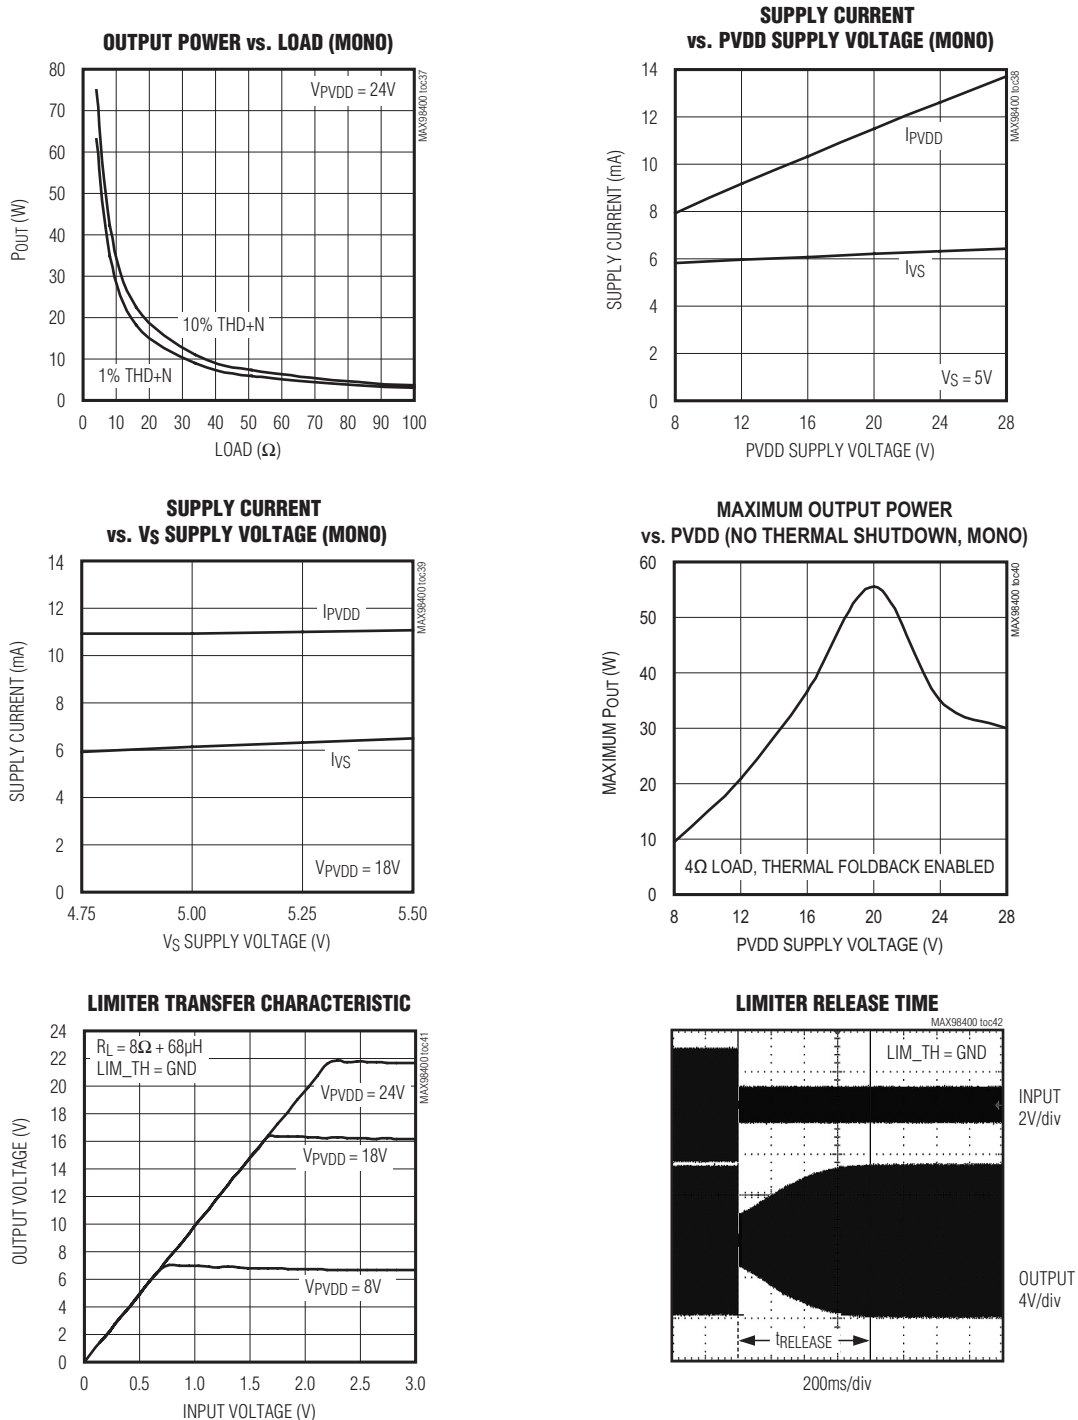 OUTPUT POWER vs. LOAD (MONO)
80
70
60
50
40
30
20
10
0
POUT (W)
VPVDD = 24V
10% THD+N
1% THD+N
0 10 20 30 40 50 60 70 80 90 100
LOAD (Ω)
MAX98400 toc37
SUPPLY CURRENT
vs. PVDD SUPPLY VOLTAGE (MONO)
14
12
10
8
6
4
2
0
SUPPLY CURRENT (mA)
IPVDD
IVS
VS = 5V
8 12 16 20 24 28
PVDD SUPPLY VOLTAGE (V)
MAX98400 toc38
SUPPLY CURRENT
vs. VS SUPPLY VOLTAGE (MONO)
14
12
10
8
6
4
2
0
SUPPLY CURRENT (mA)
IPVDD
IVS
VPVDD = 18V
4.75 5.00 5.25 5.50
VS SUPPLY VOLTAGE (V)
MAX98400 toc39
MAXIMUM OUTPUT POWER
vs. PVDD (NO THERMAL SHUTDOWN, MONO)
60
50
40
30
20
10
0
MAXIMUM POUT (W)
4Ω LOAD, THERMAL FOLDBACK ENABLED
8 12 16 20 24 28
PVDD SUPPLY VOLTAGE (V)
MAX98400 toc40
LIMITER TRANSFER CHARACTERISTIC
24
22
20
18
16
14
12
10
8
6
4
2
0
OUTPUT VOLTAGE (V)
RL = 8Ω + 68µH
LIM_TH = GND
VPVDD = 24V
VPVDD = 18V
VPVDD = 8V
0 0.5 1.0 1.5 2.0 2.5 3.0
INPUT VOLTAGE (V)
MAX98400 toc41
LIMITER RELEASE TIME
MAX98400 toc42
LIM_TH = GND
INPUT
2V/div
OUTPUT
4V/div
tRELEASE
200ms/div